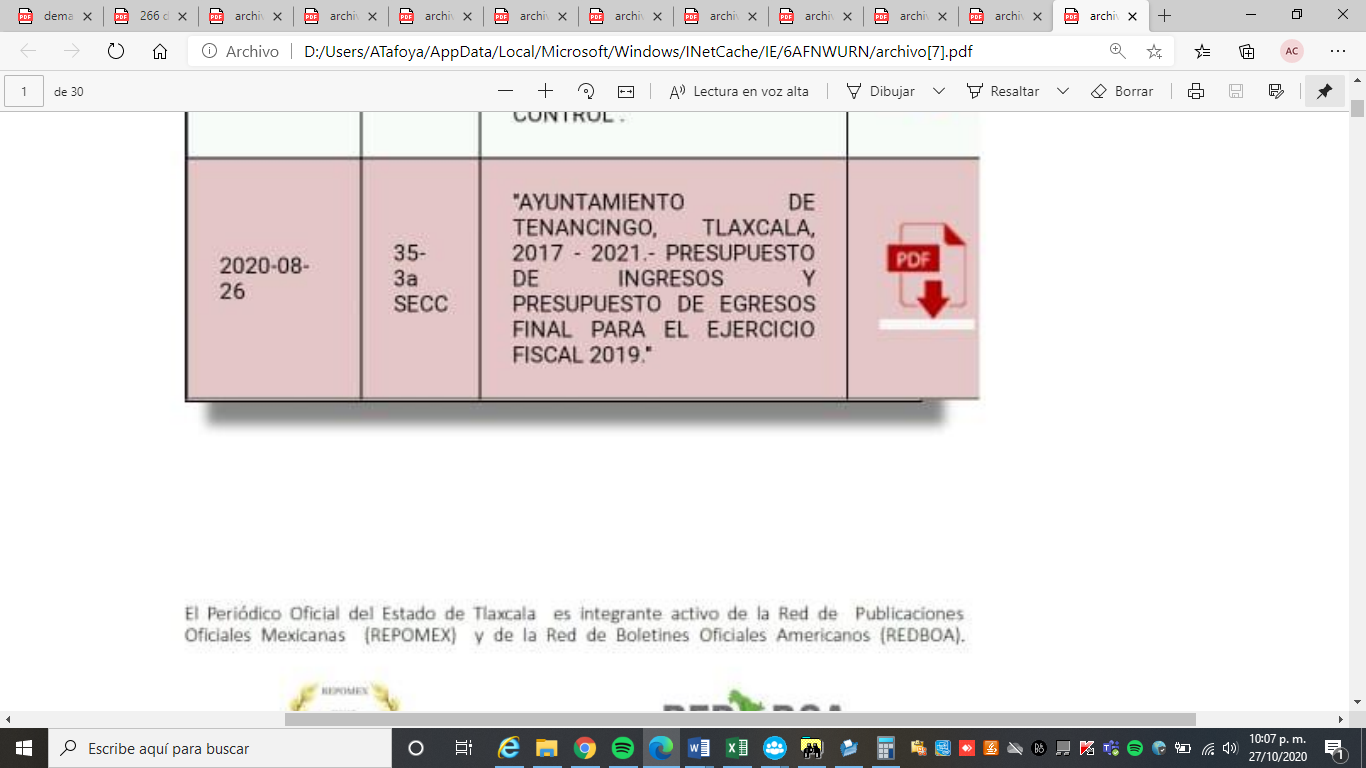 dema
266 d
archiv
archiv
archiv
archiv
archiv
archiv
archiv
archiv
archiv
archiv
Archivo
D:/Users/ATafoya/AppData/Local/Microsoft/Windows/INetCache/IE/6AFNWURN/archivo[7].pdf
AC
1 de 30
Lectura en voz alta
Dibujar
Resaltar
Borrar
CONTROL .
2020-08-
26
35-
3a
SECC
"AYUNTAMIENTO DE
TENANCINGO, TLAXCALA,
2017 - 2021.- PRESUPUESTO
DE INGRESOS Y
PRESUPUESTO DE EGRESOS
FINAL PARA EL EJERCICIO
FISCAL 2019."
PDF
El Periódico Oficial del Estado de Tlaxcala es integrante activo de la Red de Publicaciones
Oficiales Mexicanas (REPOMEX) y de la Red de Boletines Oficiales Americanos (REDBOA).
REPOMEX
Escribe aquí para buscar
10:07 p. m.
27/10/2020
1